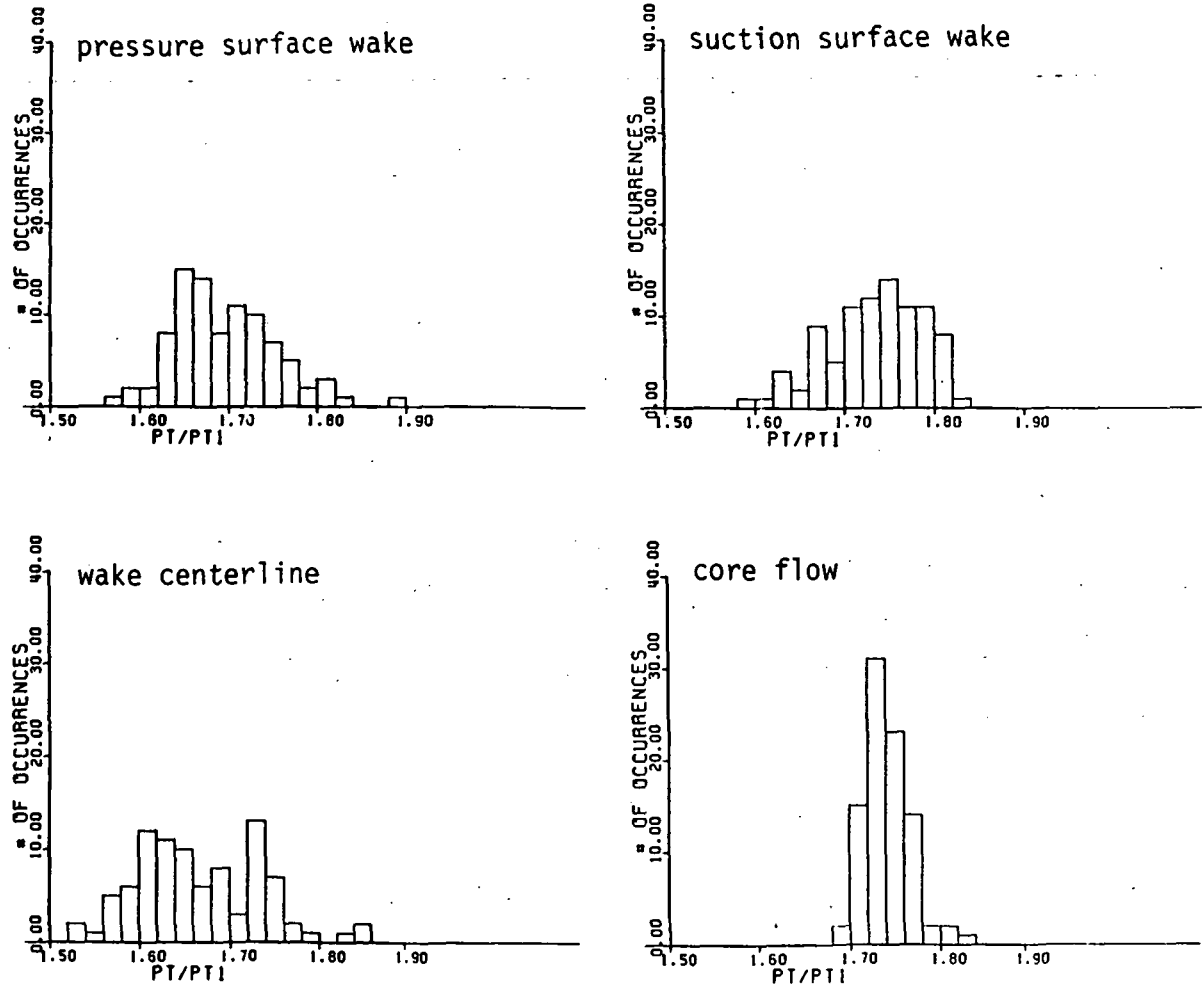 pressure surface wake
40.00
30.00
20.00
10.00
0.00
# OF OCCURRENCES
1.50 1.60 1.70 1.80 1.90
PT/PT1
suction surface wake
40.00
30.00
20.00
10.00
0.00
# OF OCCURRENCES
1.50 1.60 1.70 1.80 1.90
PT/PT1
wake centerline
40.00
30.00
20.00
10.00
0.00
# OF OCCURRENCES
1.50 1.60 1.70 1.80 1.90
PT/PT1
core flow
40.00
30.00
20.00
10.00
0.00
# OF OCCURRENCES
1.50 1.60 1.70 1.80 1.90
PT/PT1